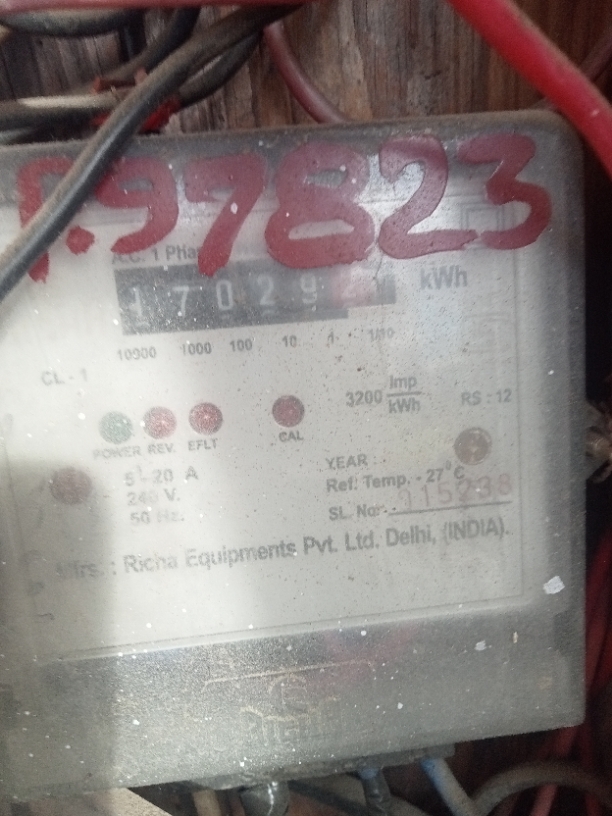 P.97823
A.C. 1 Pha
17029
kWh
10000 1000 100 10 1 1/10
CL - 1
3200 Imp/kWh
RS : 12
POWER REV. EFLT CAL
5 - 20 A
240 V.
50 Hz.
YEAR :
Ref: Temp. - 27°C
SL. No.
Mfrs. : Richa Equipments Pvt. Ltd. Delhi, (INDIA).